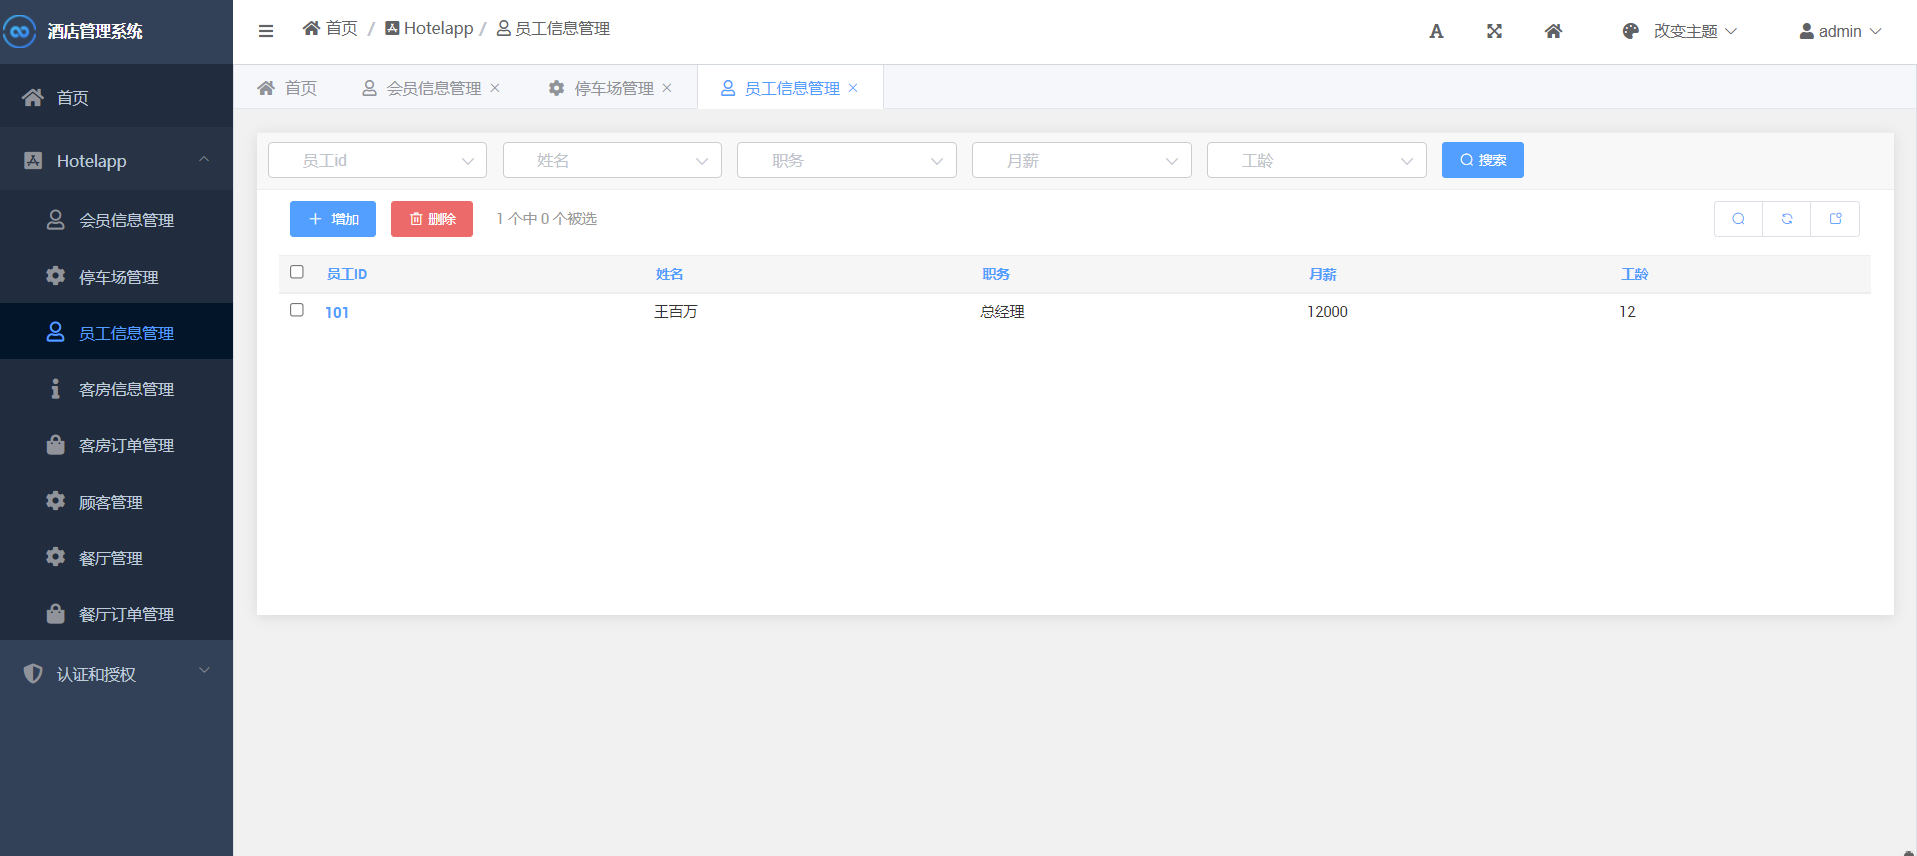 酒店管理系统
首页 / Hotelapp / 员工信息管理
改变主题
admin
首页
会员信息管理
停车场管理
员工信息管理
首页
Hotelapp
会员信息管理
停车场管理
员工信息管理
客房信息管理
客房订单管理
顾客管理
餐厅管理
餐厅订单管理
认证和授权
员工id 姓名 职务 月薪 工龄 搜索
增加 删除 1 个中 0 个被选
员工ID 姓名 职务 月薪 工龄
101 王百万 总经理 12000 12